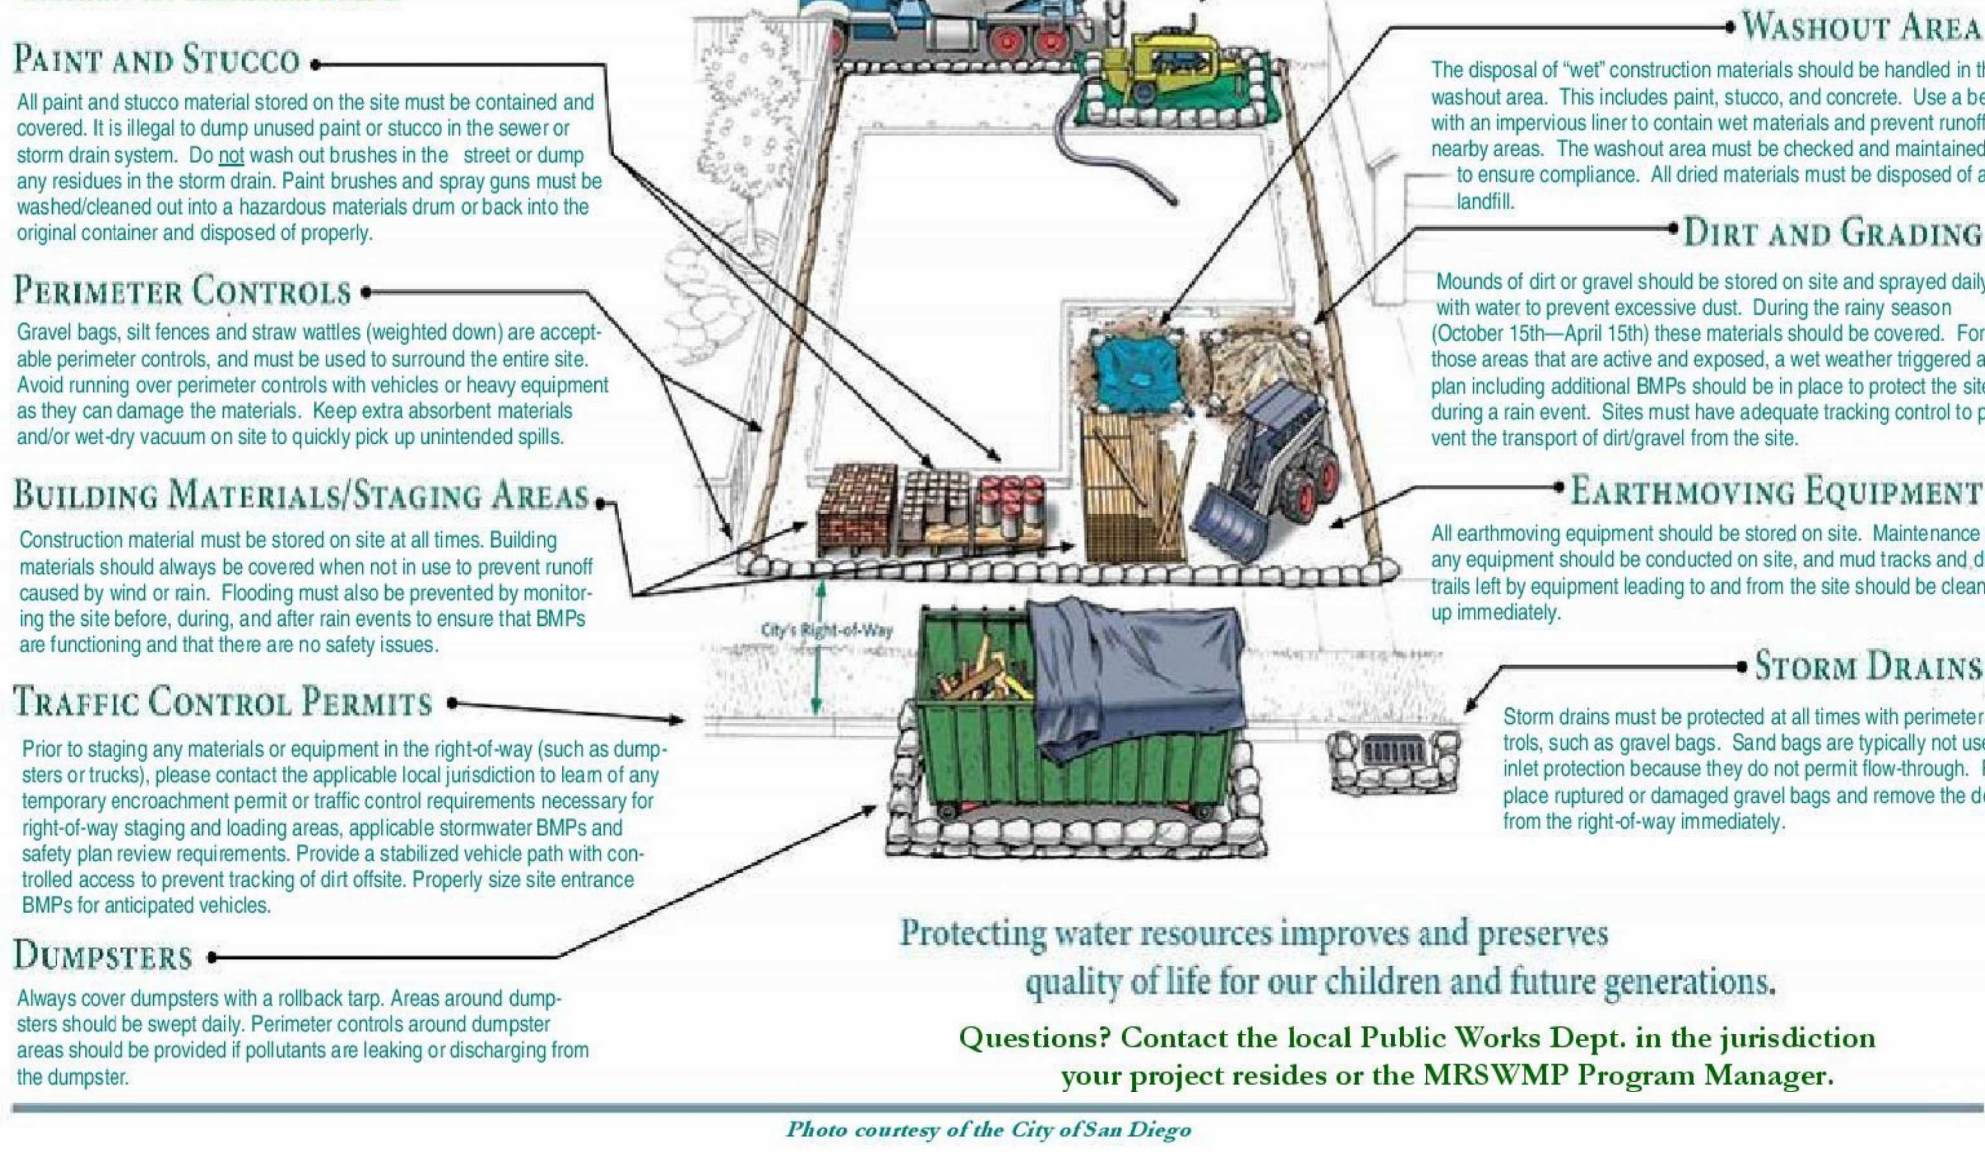 PAINT AND STUCCO
All paint and stucco material stored on the site must be contained and
covered. It is illegal to dump unused paint or stucco in the sewer or
storm drain system. Do not wash out brushes in the street or dump
any residues in the storm drain. Paint brushes and spray guns must be
washed/cleaned out into a hazardous materials drum or back into the
original container and disposed of properly.
PERIMETER CONTROLS
Gravel bags, silt fences and straw wattles (weighted down) are accept-
able perimeter controls, and must be used to surround the entire site.
Avoid running over perimeter controls with vehicles or heavy equipment
as they can damage the materials. Keep extra absorbent materials
and/or wet-dry vacuum on site to quickly pick up unintended spills.
BUILDING MATERIALS/STAGING AREAS
Construction material must be stored on site at all times. Building
materials should always be covered when not in use to prevent runoff
caused by wind or rain. Flooding must also be prevented by monitor-
ing the site before, during, and after rain events to ensure that BMPs
are functioning and that there are no safety issues.
TRAFFIC CONTROL PERMITS
Prior to staging any materials or equipment in the right-of-way (such as dump-
sters or trucks), please contact the applicable local jurisdiction to learn of any
temporary encroachment permit or traffic control requirements necessary for
right-of-way staging and loading areas, applicable stormwater BMPs and
safety plan review requirements. Provide a stabilized vehicle path with con-
trolled access to prevent tracking of dirt offsite. Properly size site entrance
BMPs for anticipated vehicles.
DUMPSTERS
Always cover dumpsters with a rollback tarp. Areas around dump-
sters should be swept daily. Perimeter controls around dumpster
areas should be provided if pollutants are leaking or discharging from
the dumpster.
City's Right-of-Way
WASHOUT AREA
The disposal of "wet" construction materials should be handled in
washout area. This includes paint, stucco, and concrete. Use a
with an impervious liner to contain wet materials and prevent runoff
nearby areas. The washout area must be checked and maintained
to ensure compliance. All dried materials must be disposed of
landfill.
DIRT AND GRADING
Mounds of dirt or gravel should be stored on site and sprayed daily
with water to prevent excessive dust. During the rainy season
(October 15th—April 15th) these materials should be covered. For
those areas that are active and exposed, a wet weather triggered
plan including additional BMPs should be in place to protect the
during a rain event. Sites must have adequate tracking control to
vent the transport of dirt/gravel from the site.
EARTHMOVING EQUIPMENT
All earthmoving equipment should be stored on site. Maintenance
any equipment should be conducted on site, and mud tracks and
trails left by equipment leading to and from the site should be
up immediately.
STORM DRAINS
Storm drains must be protected at all times with perimeter
trols, such as gravel bags. Sand bags are typically not
inlet protection because they do not permit flow-through.
place ruptured or damaged gravel bags and remove the
from the right-of-way immediately.
Protecting water resources improves and preserves
quality of life for our children and future generations.
Questions? Contact the local Public Works Dept. in the jurisdiction
your project resides or the MRSWMP Program Manager.
Photo courtesy of the City of San Diego